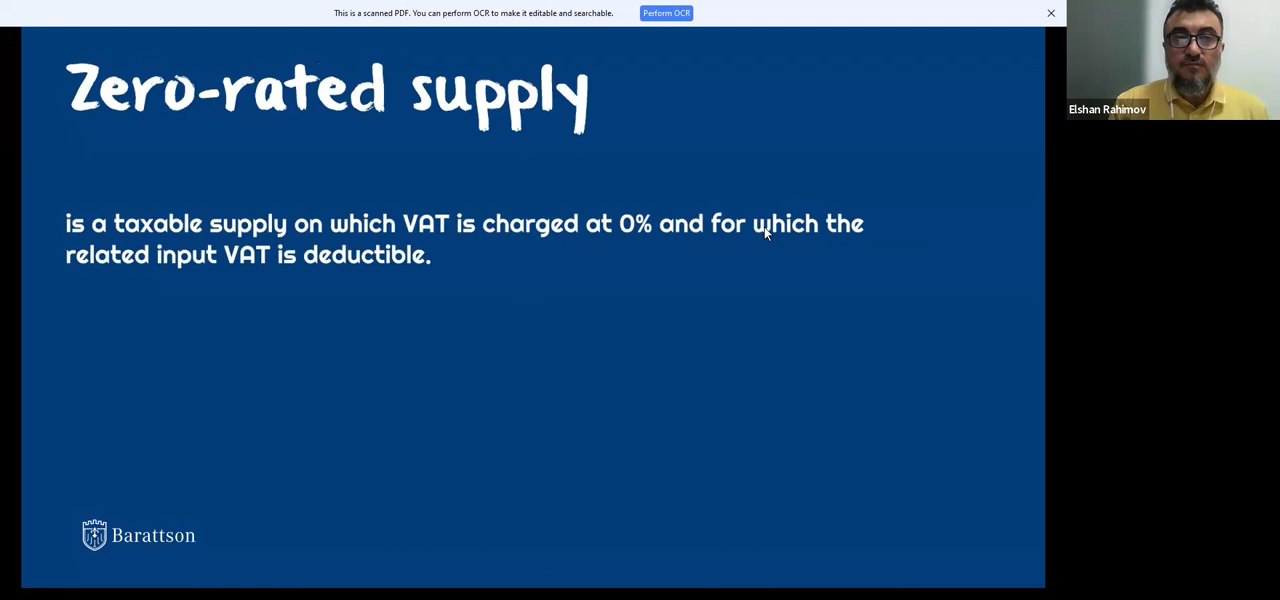 This is a scanned PDF. You can perform OCR to make it editable and searchable.
Perform OCR
Elshan Rahimov
Zero-rated supply
is a taxable supply on which VAT is charged at 0% and for which the
related input VAT is deductible.
Barattson